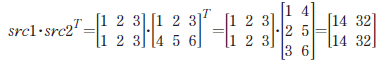 src1·src2^T = [1 2 3; 1 2 3]·[1 2 3; 4 5 6]^T = [1 2 3; 1 2 3]·[1 4; 2 5; 3 6] = [14 32; 14 32]